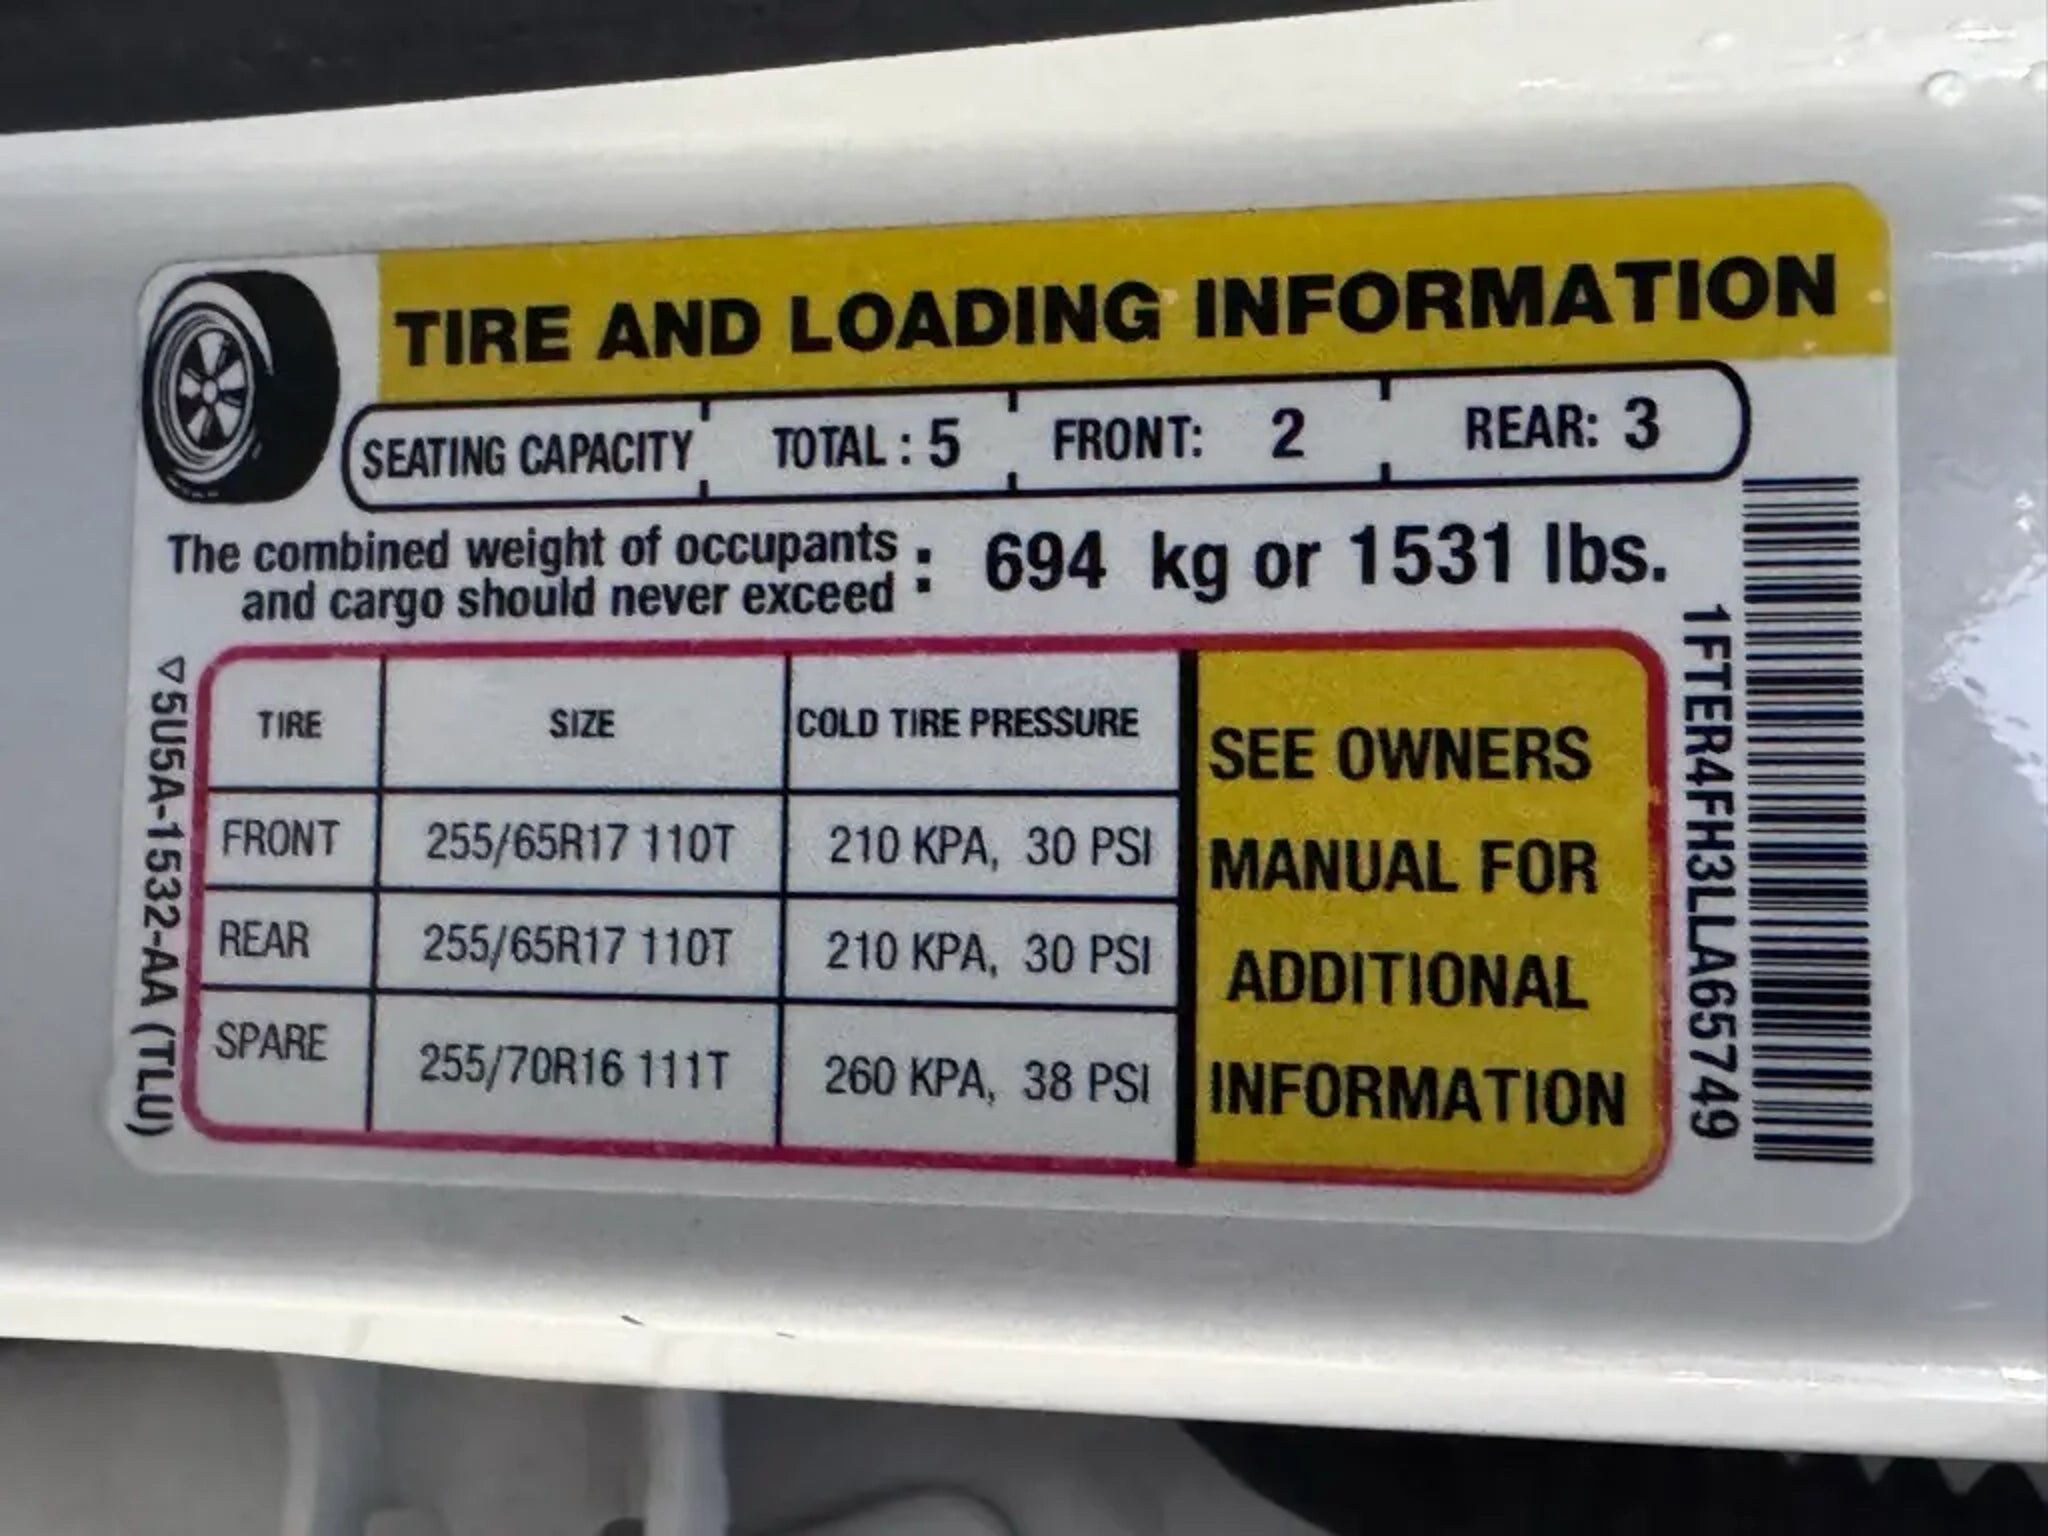 TIRE AND LOADING INFORMATION
SEATING CAPACITY TOTAL : 5 FRONT: 2 REAR: 3
The combined weight of occupants
and cargo should never exceed : 694 kg or 1531 lbs.
TIRE SIZE COLD TIRE PRESSURE
FRONT 255/65R17 110T 210 KPA, 30 PSI
REAR 255/65R17 110T 210 KPA, 30 PSI
SPARE 255/70R16 111T 260 KPA, 38 PSI
SEE OWNERS
MANUAL FOR
ADDITIONAL
INFORMATION
5U5A-1532-AA (TLU)
1FTER4FH3LLA65749